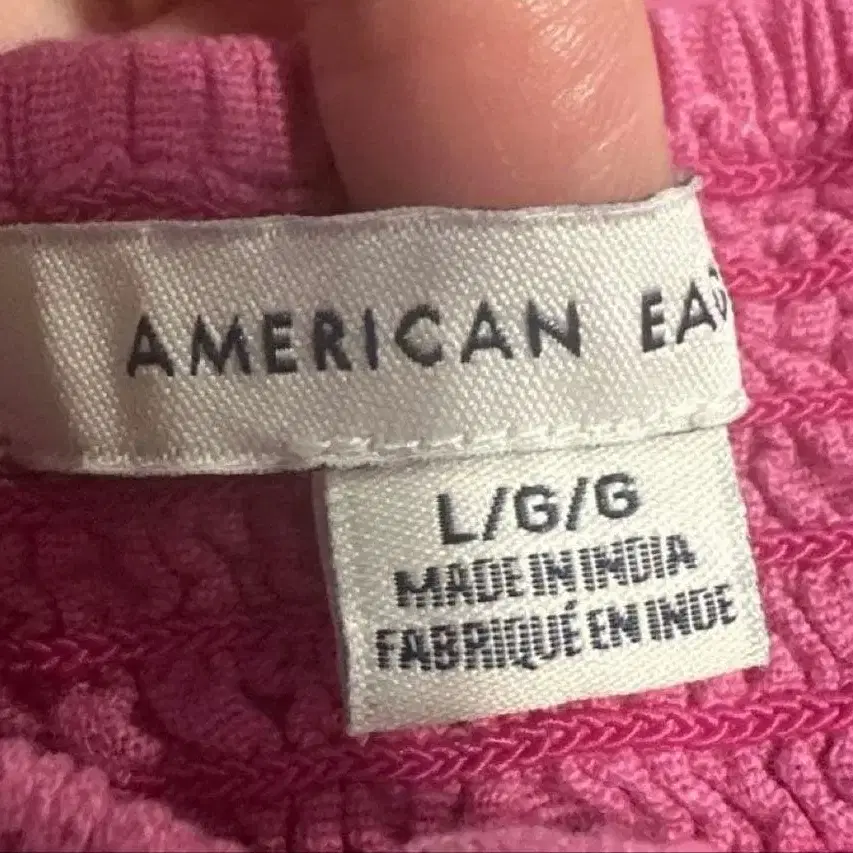 AMERICAN EA
L/G/G
MADE IN INDIA
FABRIQUÉ EN INDE